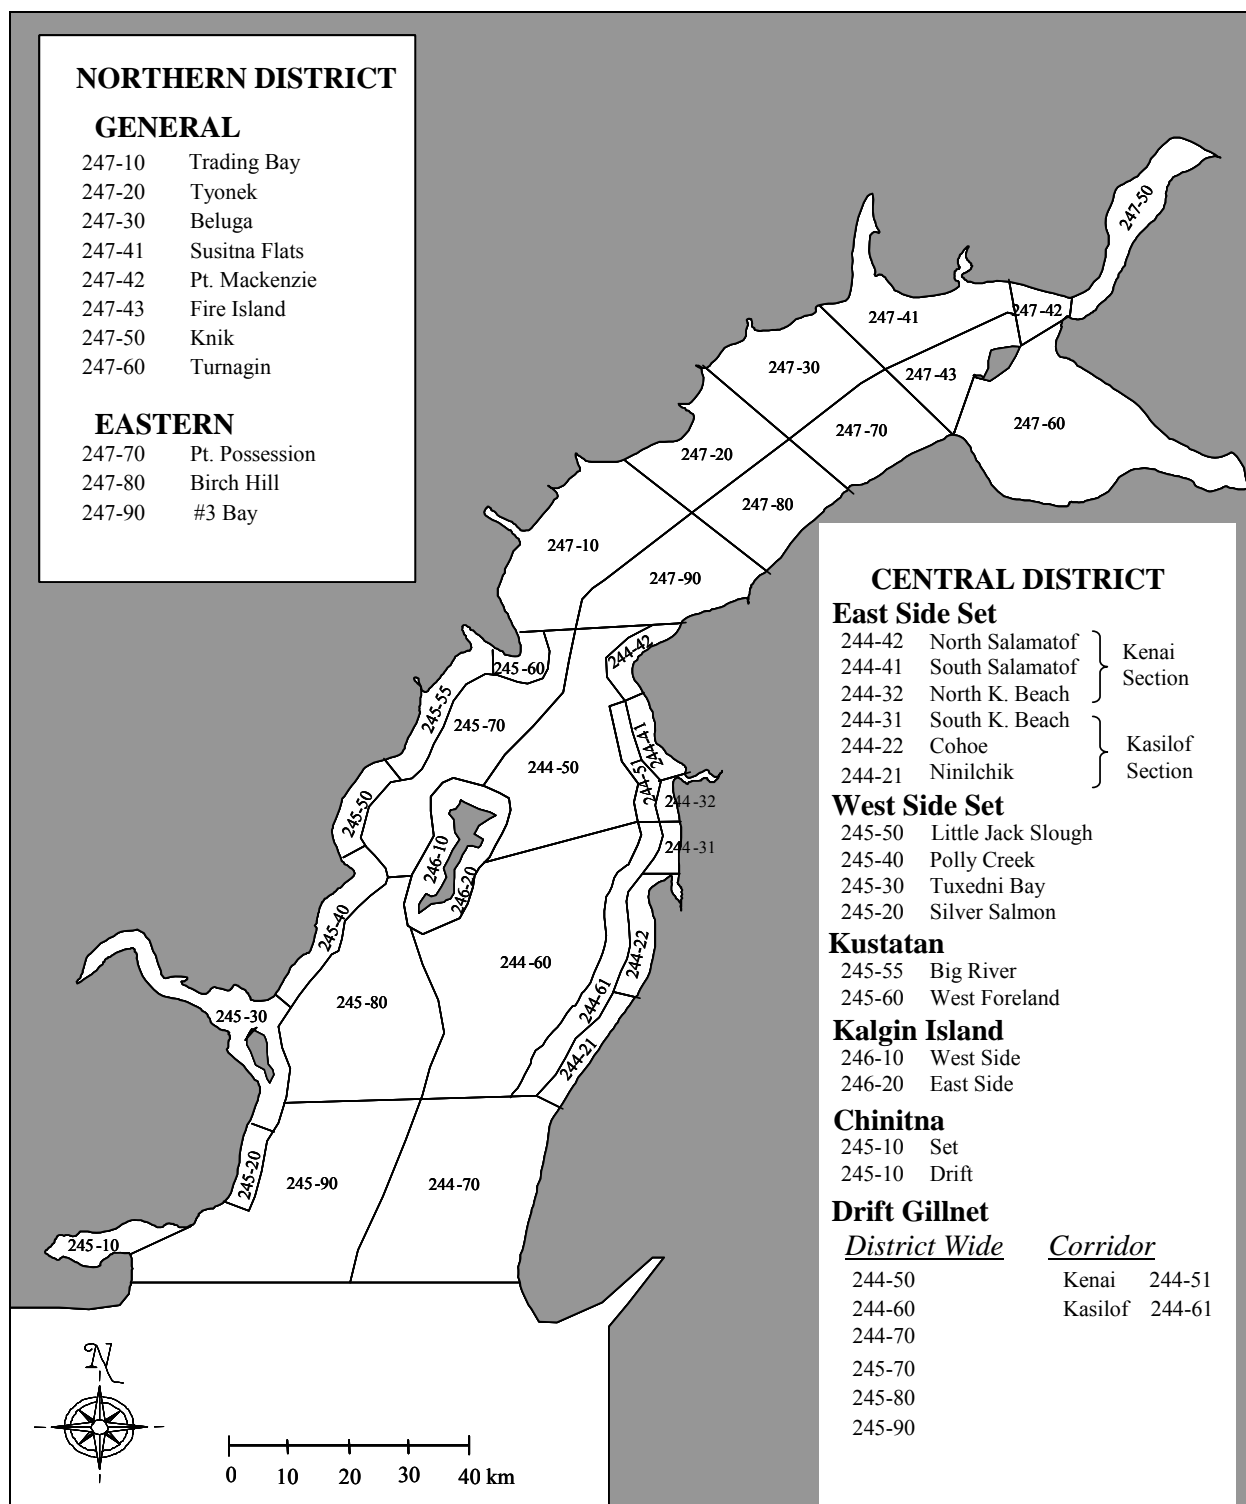 NORTHERN DISTRICT
GENERAL
247-10 Trading Bay
247-20 Tyonek
247-30 Beluga
247-41 Susitna Flats
247-42 Pt. Mackenzie
247-43 Fire Island
247-50 Knik
247-60 Turnagin
EASTERN
247-70 Pt. Possession
247-80 Birch Hill
247-90 #3 Bay
247-50
247-42
247-41
247-30
247-43
247-60
247-70
247-20
247-80
247-10
247-90
244-42
245-60
245-55
245-70
244-41
244-50
244-51
244-32
245-50
244-31
246-10
246-20
245-40
244-22
244-60
245-80
244-61
245-30
244-21
245-20
245-90
244-70
245-10
CENTRAL DISTRICT
East Side Set
244-42 North Salamatof
244-41 South Salamatof
244-32 North K. Beach
Kenai
Section
244-31 South K. Beach
244-22 Cohoe
244-21 Ninilchik
Kasilof
Section
West Side Set
245-50 Little Jack Slough
245-40 Polly Creek
245-30 Tuxedni Bay
245-20 Silver Salmon
Kustatan
245-55 Big River
245-60 West Foreland
Kalgin Island
246-10 West Side
246-20 East Side
Chinitna
245-10 Set
245-10 Drift
Drift Gillnet
District Wide Corridor
244-50 Kenai 244-51
244-60 Kasilof 244-61
244-70
245-70
245-80
245-90
N
0 10 20 30 40 km